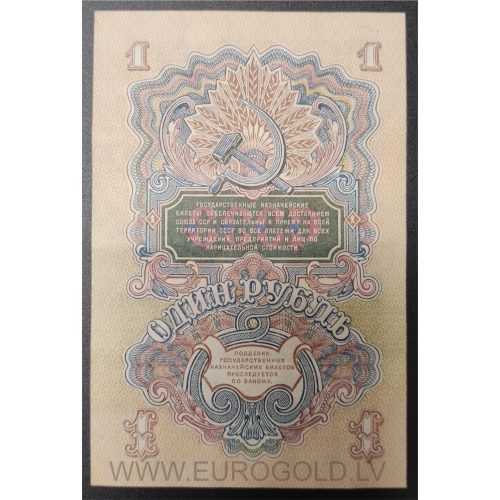 1 1
ГОСУДАРСТВЕННЫЕ КАЗНАЧЕЙСКИЕ
БИЛЕТЫ ОБЕСПЕЧИВАЮТСЯ ВСЕМ ДОСТОЯНИЕМ
СОЮЗА ССР И ОБЯЗАТЕЛЬНЫ К ПРИЕМУ НА ВСЕЙ
ТЕРРИТОРИИ СССР ВО ВСЕ ПЛАТЕЖИ ДЛЯ ВСЕХ
УЧРЕЖДЕНИЙ, ПРЕДПРИЯТИЙ И ЛИЦ ПО
НАРИЦАТЕЛЬНОЙ СТОИМОСТИ.
1 1
ОДИН РУБЛЬ
ПОДДЕЛКА
ГОСУДАРСТВЕННЫХ
КАЗНАЧЕЙСКИХ БИЛЕТОВ
ПРЕСЛЕДУЕТСЯ
ПО ЗАКОНУ.
1 1
WWW.EUROGOLD.LV